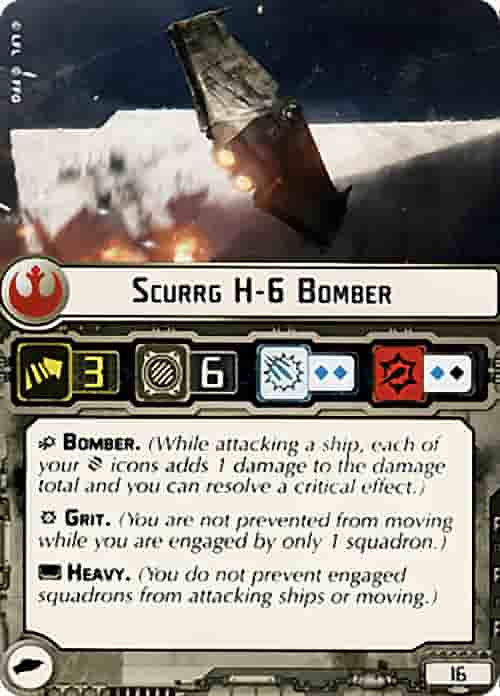 © LFL © FFG
Scurrg H-6 Bomber
3 6
Bomber. (While attacking a ship, each of
your icons adds 1 damage to the damage
total and you can resolve a critical effect.)
Grit. (You are not prevented from moving
while you are engaged by only 1 squadron.)
Heavy. (You do not prevent engaged
squadrons from attacking ships or moving.)
16